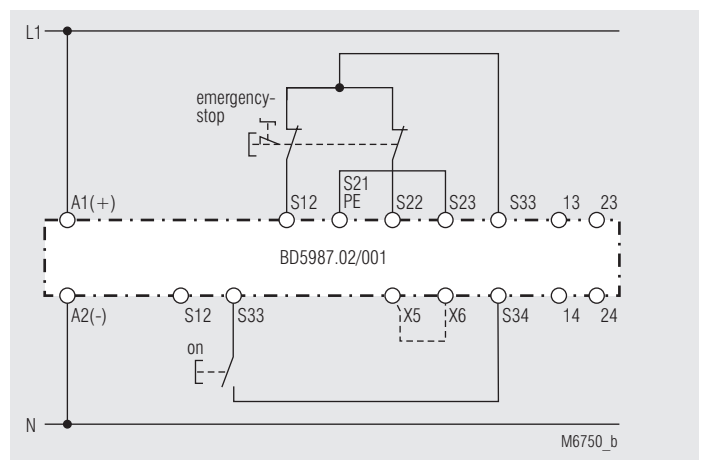 L1
emergency-
stop
A1(+)
S12
S21
PE
S22
S23
S33
13
23
BD5987.02/001
A2(-)
S12
S33
X5
X6
S34
14
24
on
N
M6750_b